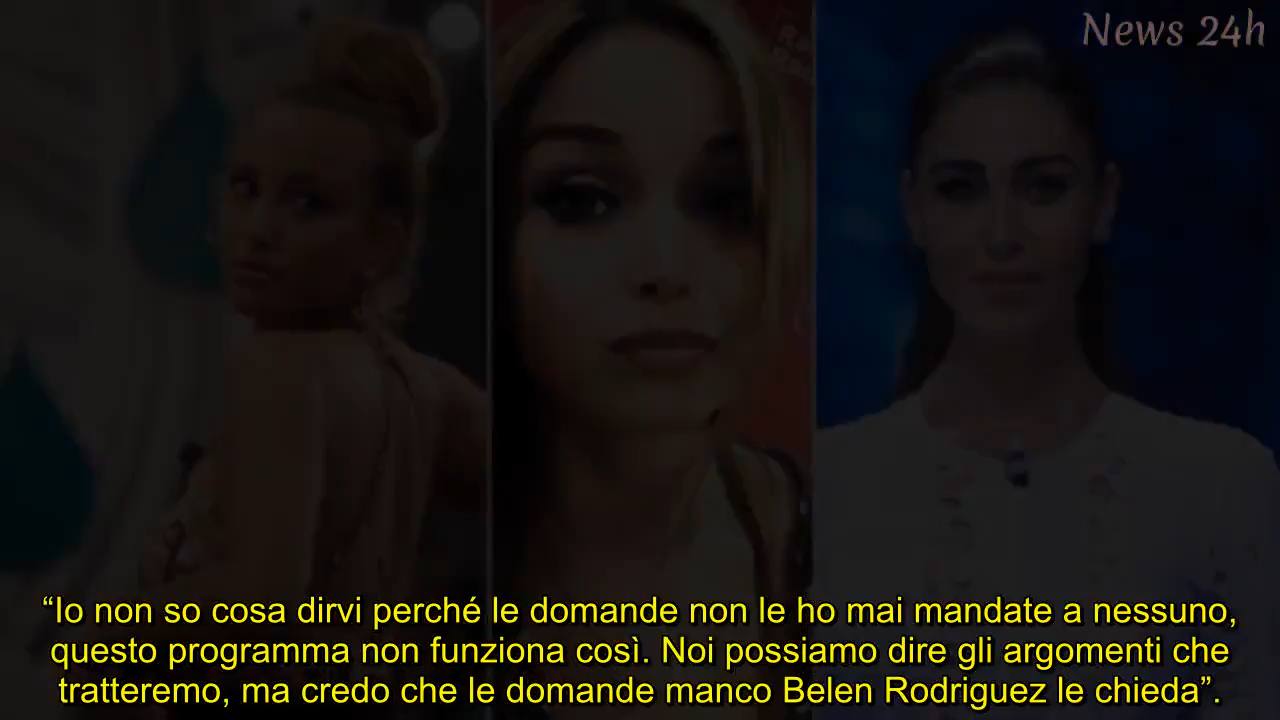 News 24h
“Io non so cosa dirvi perché le domande non le ho mai mandate a nessuno,
questo programma non funziona così. Noi possiamo dire gli argomenti che
tratteremo, ma credo che le domande manco Belen Rodriguez le chieda”.